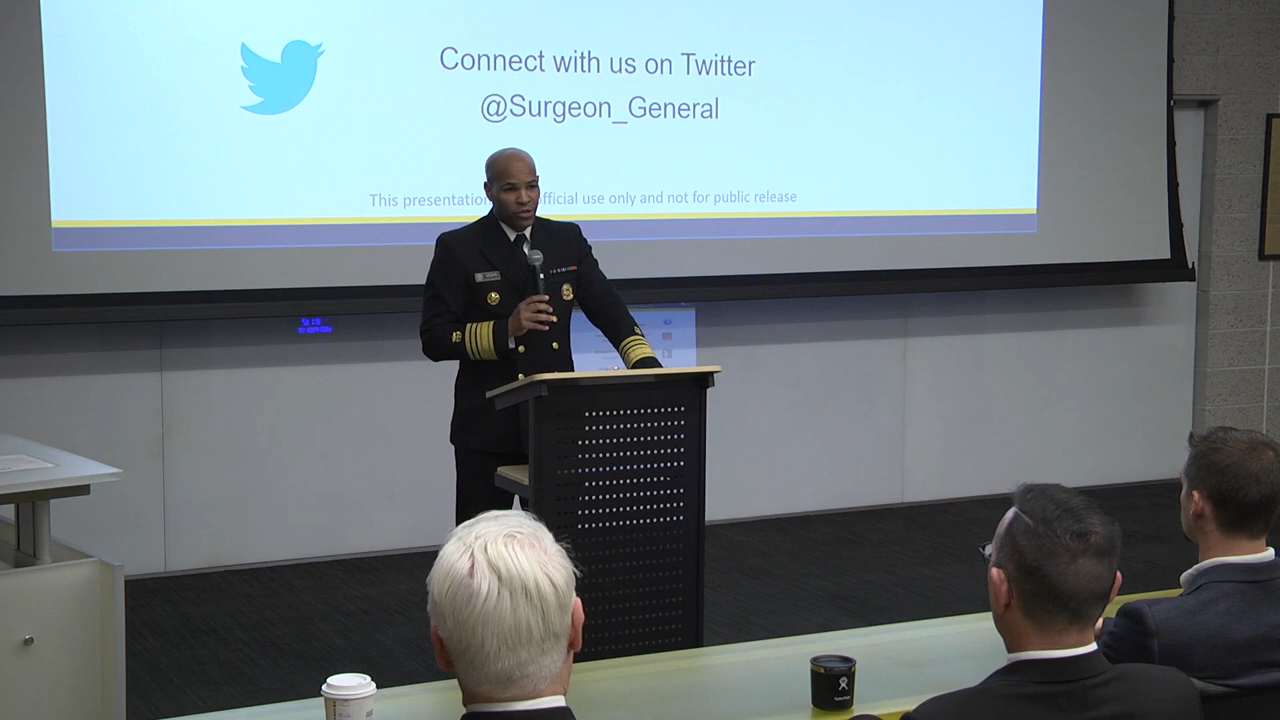 Connect with us on Twitter
@Surgeon_General
This presentation official use only and not for public release